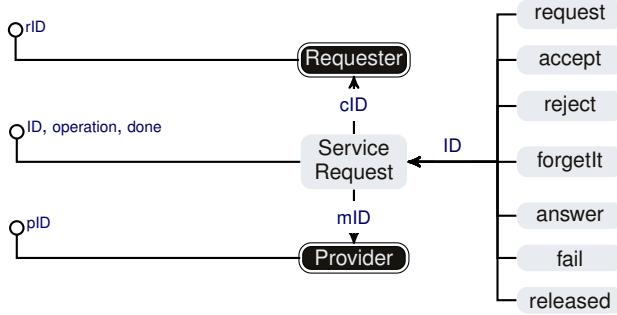 rID
Requester
cID
ID, operation, done
Service
Request
ID
mID
pID
Provider
request
accept
reject
forgetIt
answer
fail
released